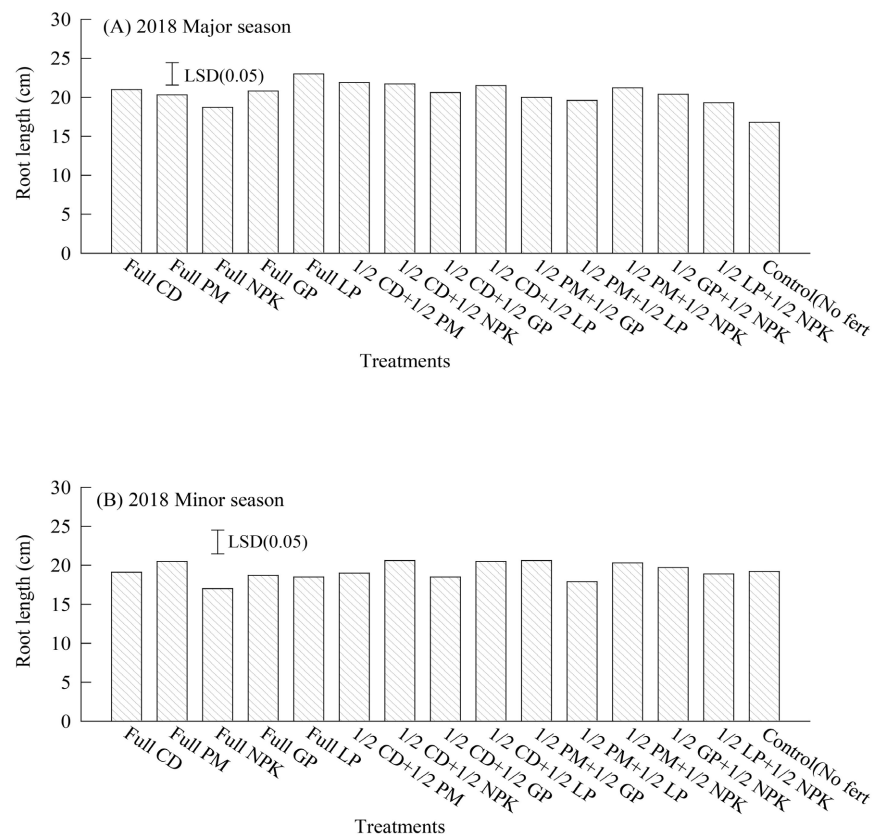 (A) 2018 Major season
LSD(0.05)
Root length (cm)
30
25
20
15
10
5
0
Full CD
Full PM
Full NPK
Full GP
Full LP
1/2 CD+1/2 PM
1/2 CD+1/2 NPK
1/2 CD+1/2 GP
1/2 CD+1/2 LP
1/2 PM+1/2 GP
1/2 PM+1/2 LP
1/2 PM+1/2 NPK
1/2 GP+1/2 NPK
1/2 LP+1/2 NPK
Control(No fert
Treatments
(B) 2018 Minor season
LSD(0.05)
Root length (cm)
30
25
20
15
10
5
0
Full CD
Full PM
Full NPK
Full GP
Full LP
1/2 CD+1/2 PM
1/2 CD+1/2 NPK
1/2 CD+1/2 GP
1/2 CD+1/2 LP
1/2 PM+1/2 GP
1/2 PM+1/2 LP
1/2 PM+1/2 NPK
1/2 GP+1/2 NPK
1/2 LP+1/2 NPK
Control(No fert
Treatments